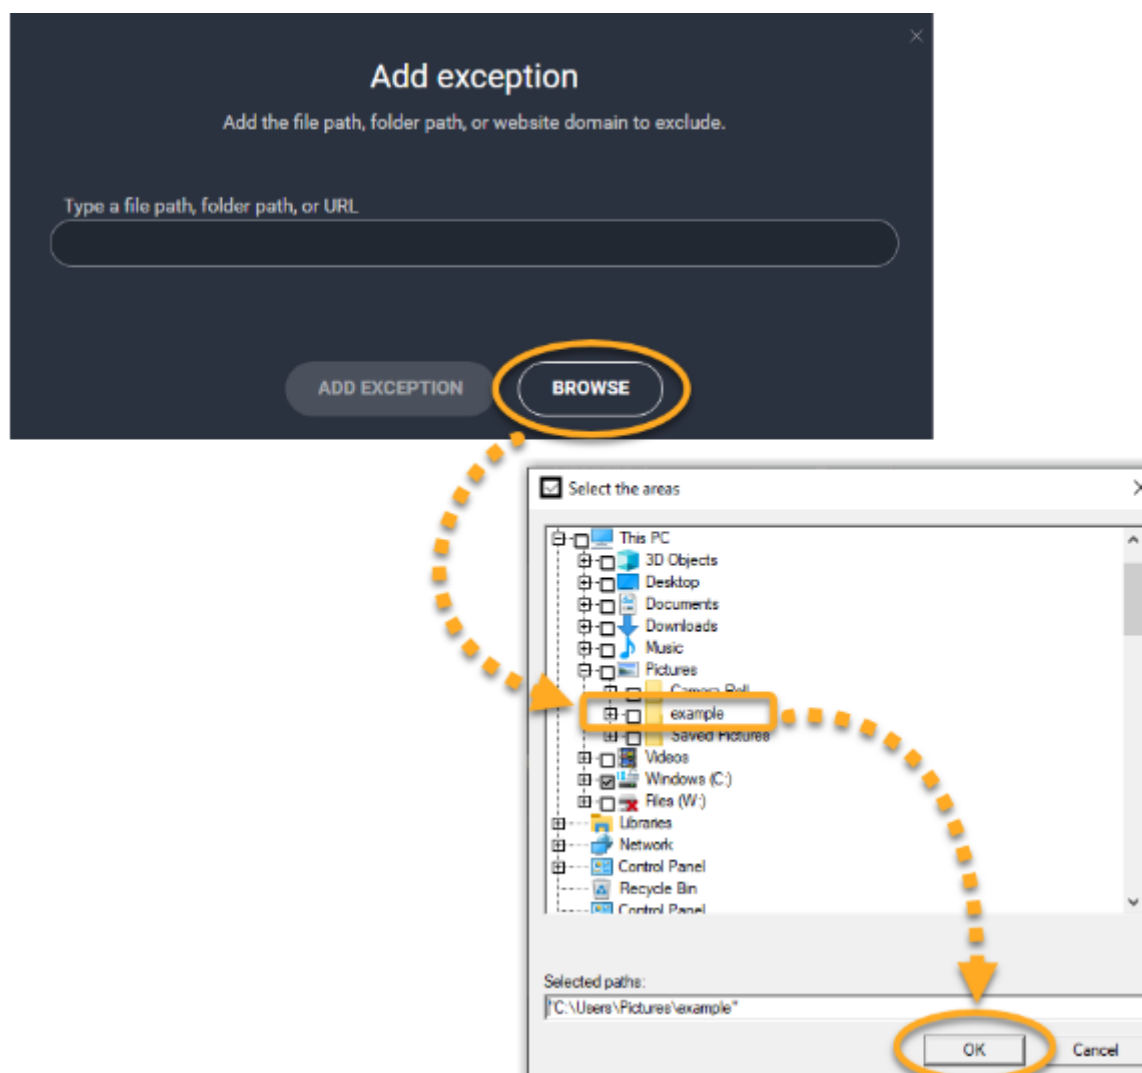 Add exception
Add the file path, folder path, or website domain to exclude.
Type a file path, folder path, or URL
ADD EXCEPTION
BROWSE
Select the areas
This PC
3D Objects
Desktop
Documents
Downloads
Music
Pictures
Camera Roll
example
Saved Pictures
Videos
Windows (C:)
Files (W:)
Libraries
Network
Control Panel
Recycle Bin
Control Panel
Selected paths:
"C:\Users\Pictures\example"
OK
Cancel